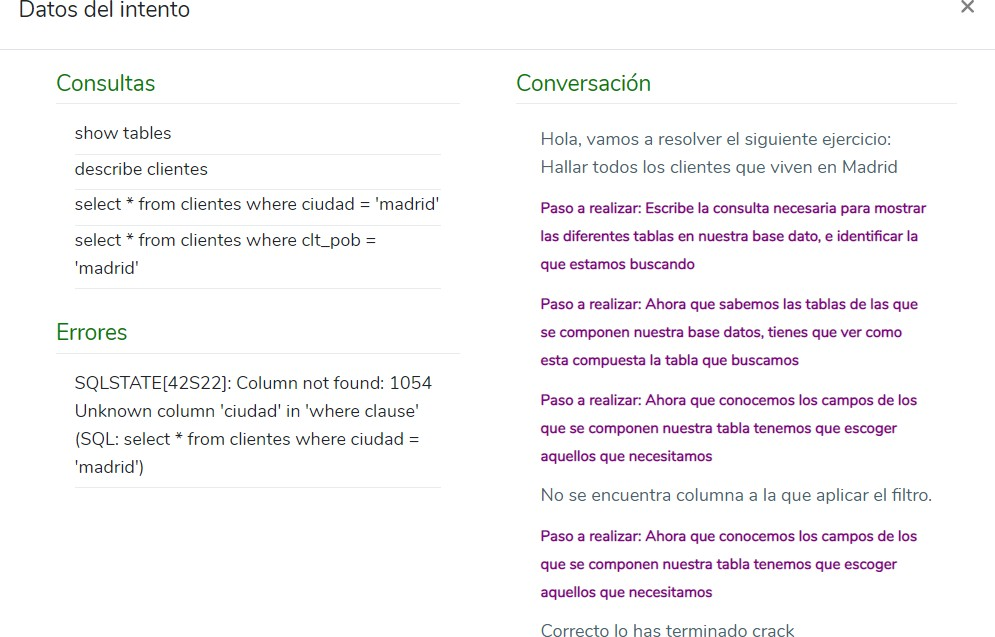 Datos del intento
Consultas
show tables
describe clientes
select * from clientes where ciudad = 'madrid'
select * from clientes where clt_pob =
'madrid'
Errores
SQLSTATE[42S22]: Column not found: 1054
Unknown column 'ciudad' in 'where clause'
(SQL: select * from clientes where ciudad =
'madrid')
Conversación
Hola, vamos a resolver el siguiente ejercicio:
Hallar todos los clientes que viven en Madrid
Paso a realizar: Escribe la consulta necesaria para mostrar
las diferentes tablas en nuestra base dato, e identificar la
que estamos buscando
Paso a realizar: Ahora que sabemos las tablas de las que
se componen nuestra base datos, tienes que ver como
esta compuesta la tabla que buscamos
Paso a realizar: Ahora que conocemos los campos de los
que se componen nuestra tabla tenemos que escoger
aquellos que necesitamos
No se encuentra columna a la que aplicar el filtro.
Paso a realizar: Ahora que conocemos los campos de los
que se componen nuestra tabla tenemos que escoger
aquellos que necesitamos
Correcto lo has terminado crack